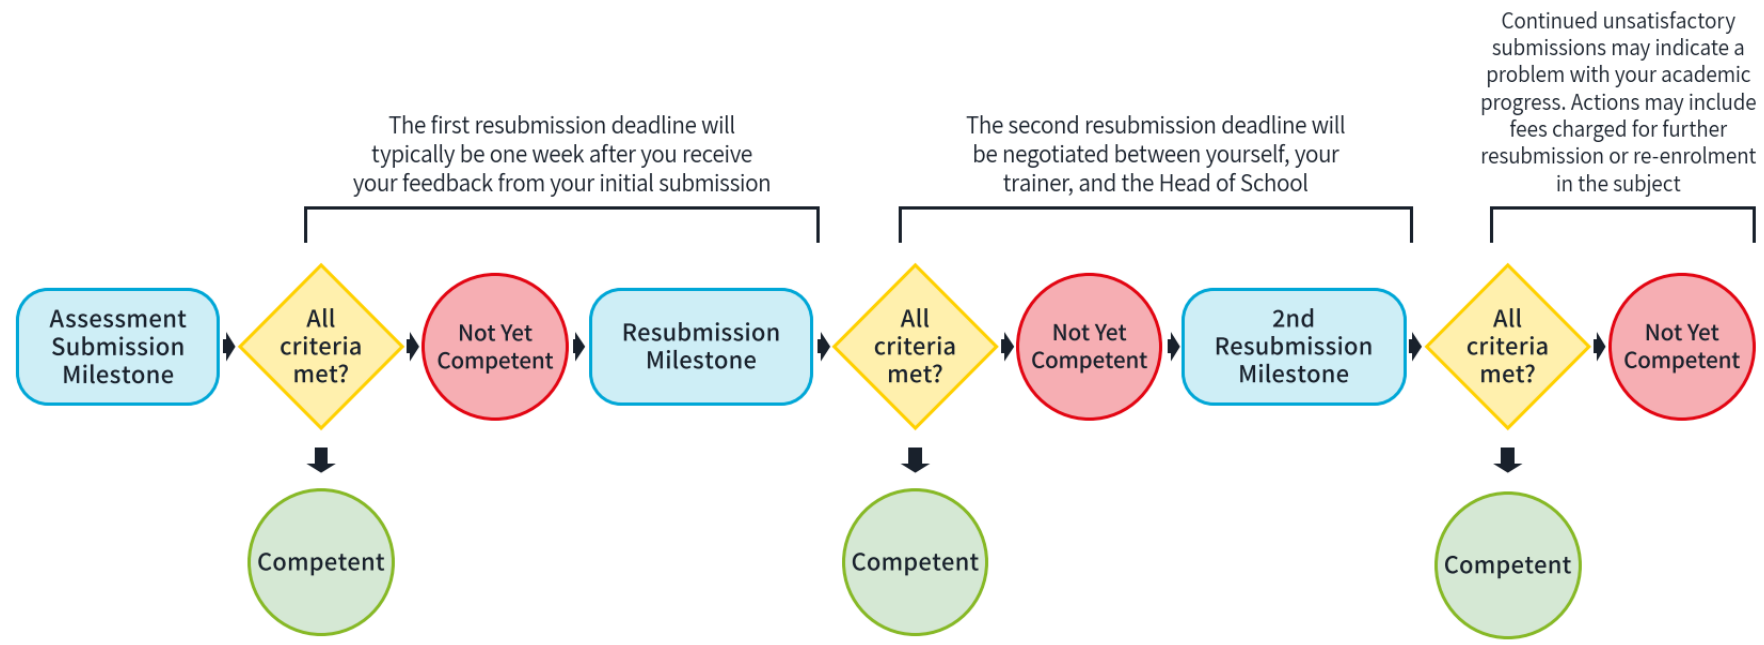 Continued unsatisfactory
submissions may indicate a
problem with your academic
progress. Actions may include
fees charged for further
resubmission or re-enrolment
in the subject
The first resubmission deadline will
typically be one week after you receive
your feedback from your initial submission
The second resubmission deadline will
be negotiated between yourself, your
trainer, and the Head of School
Assessment
Submission
Milestone
All
criteria
met?
Not Yet
Competent
Resubmission
Milestone
All
criteria
met?
Not Yet
Competent
2nd
Resubmission
Milestone
All
criteria
met?
Not Yet
Competent
Competent
Competent
Competent